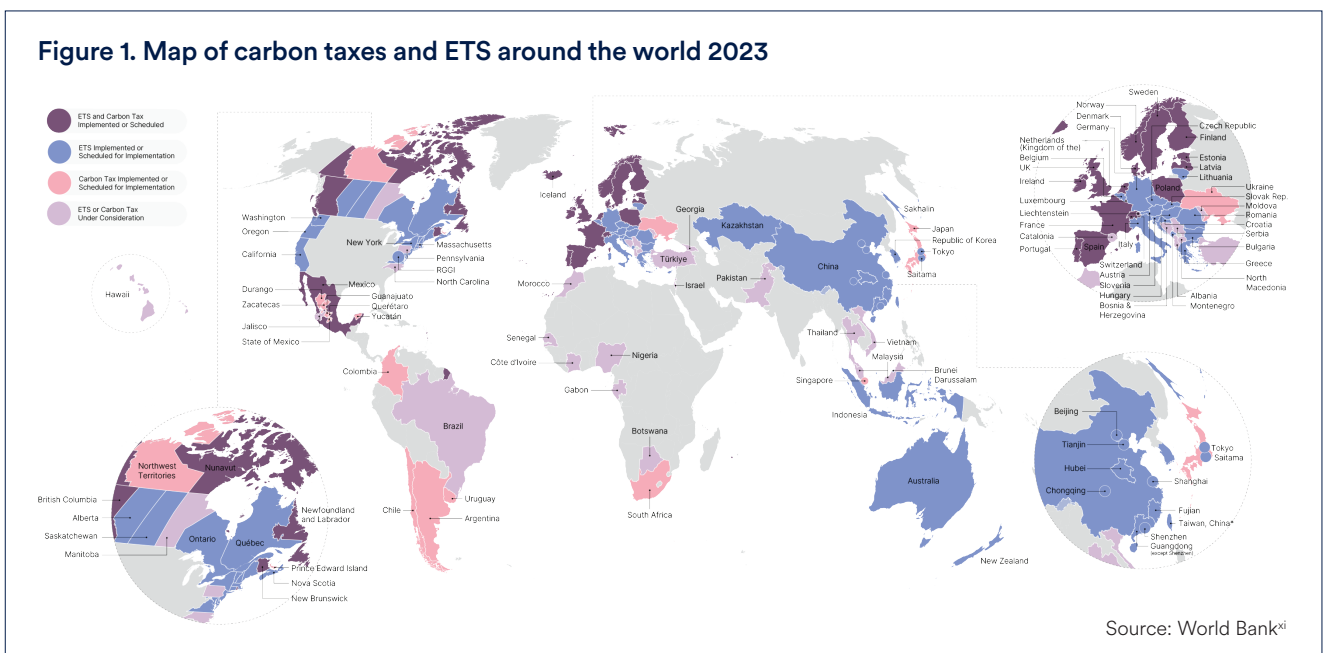 Figure 1. Map of carbon taxes and ETS around the world 2023
ETS and Carbon Tax
Implemented or Scheduled
ETS Implemented or
Scheduled for Implementation
Carbon Tax Implemented or
Scheduled for Implementation
ETS or Carbon Tax
Under Consideration
Hawaii
Washington
Oregon
California
New York
Massachusetts
Pennsylvania
RGGI
North Carolina
Durango
Zacatecas
Jalisco
State of Mexico
Mexico
Guanajuato
Querétaro
Yucatán
Colombia
Brazil
Chile
Uruguay
Argentina
Iceland
Morocco
Senegal
Côte d'Ivoire
Gabon
Nigeria
Botswana
South Africa
Georgia
Türkiye
Israel
Kazakhstan
Pakistan
China
Sakhalin
Japan
Republic of Korea
Tokyo
Saitama
Thailand
Vietnam
Malaysia
Singapore
Brunei
Darussalam
Indonesia
Australia
New Zealand
Northwest
Territories
Nunavut
British Columbia
Alberta
Saskatchewan
Manitoba
Ontario
Québec
Newfoundland
and Labrador
Prince Edward Island
Nova Scotia
New Brunswick
Sweden
Norway
Denmark
Germany
Netherlands
(Kingdom of the)
Belgium
UK
Ireland
Luxembourg
Liechtenstein
France
Catalonia
Portugal
Spain
Italy
Poland
Czech Republic
Finland
Estonia
Latvia
Lithuania
Ukraine
Slovak Rep.
Moldova
Romania
Croatia
Serbia
Bulgaria
Greece
North
Macedonia
Albania
Montenegro
Switzerland
Austria
Slovenia
Hungary
Bosnia &
Herzegovina
Beijing
Tianjin
Hubei
Chongqing
Tokyo
Saitama
Shanghai
Fujian
Taiwan, China*
Shenzhen
Guangdong
(except Shenzhen)
Source: World Bankxi